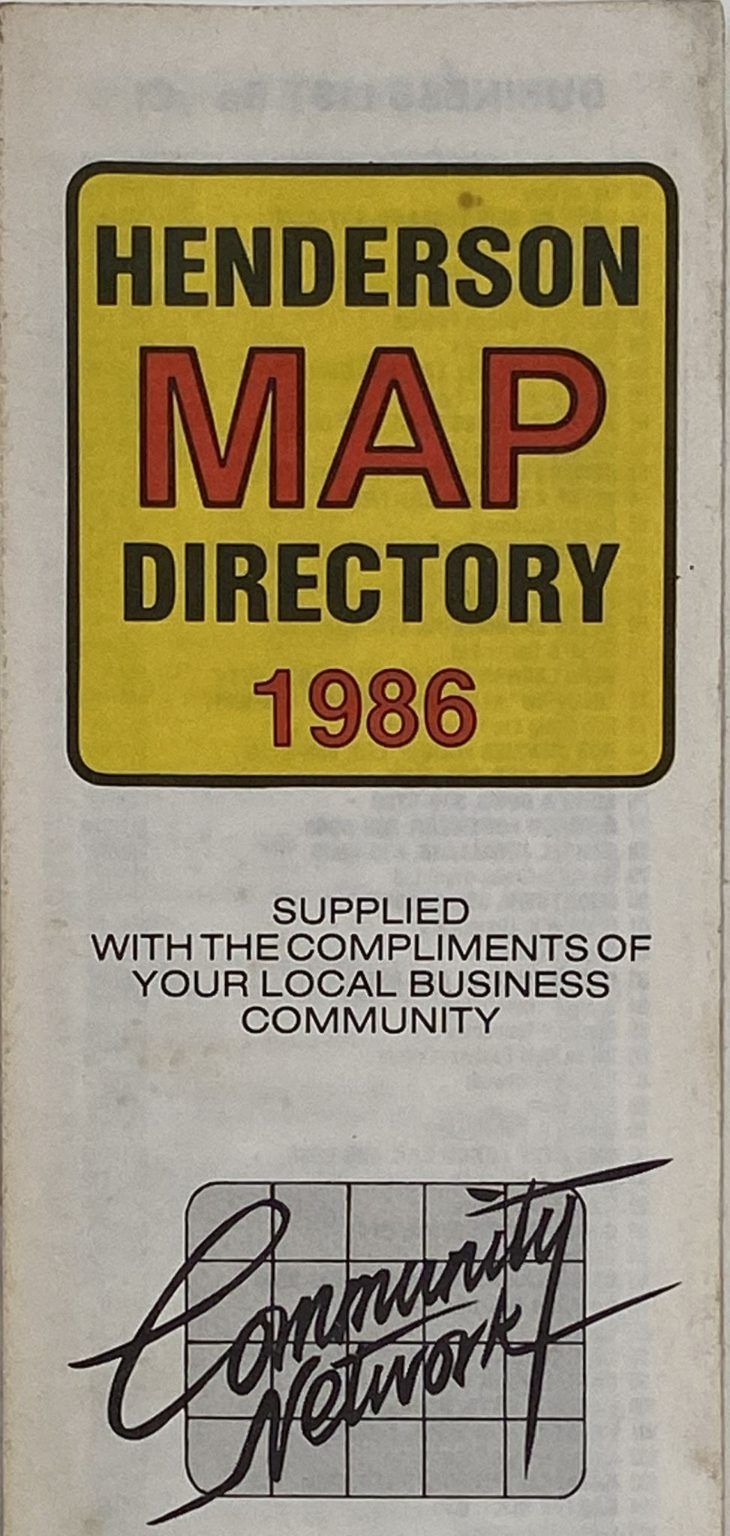 HENDERSON
MAP
DIRECTORY
1986
SUPPLIED
WITH THE COMPLIMENTS OF
YOUR LOCAL BUSINESS
COMMUNITY
Community
Network